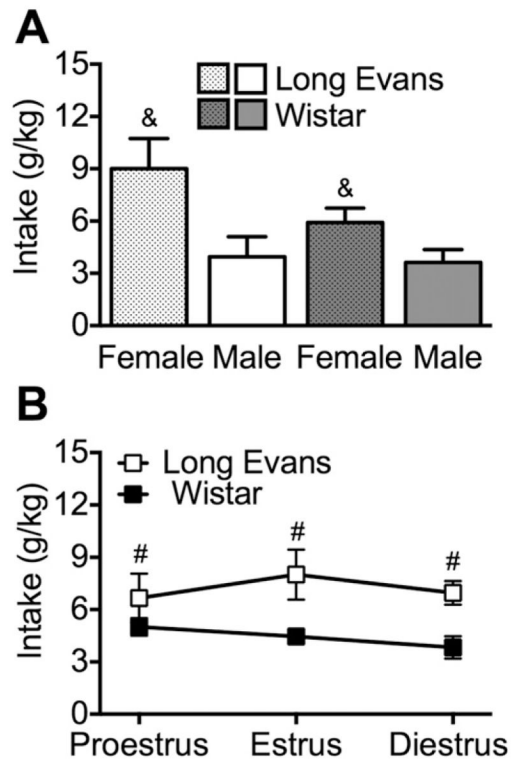 A
Intake (g/kg)
15
12
9
6
3
0
Long Evans
Wistar
&
&
Female Male Female Male
B
Intake (g/kg)
15
12
9
6
3
0
Long Evans
Wistar
#
#
#
Proestrus Estrus Diestrus